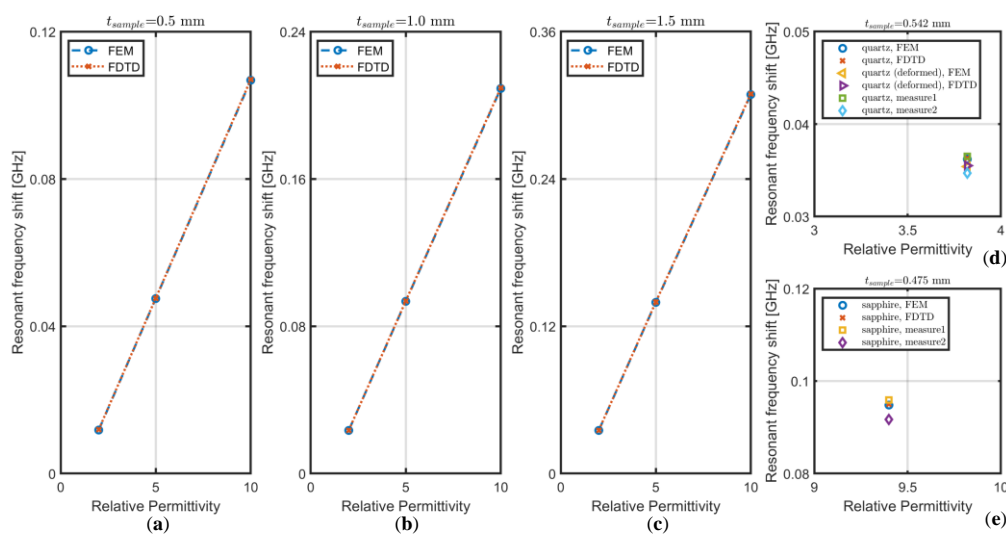 t_sample=0.5 mm
0.12
0.08
0.04
0
Resonant frequency shift [GHz]
FEM
FDTD
0
5
10
Relative Permittivity
(a)
t_sample=1.0 mm
0.24
0.16
0.08
0
Resonant frequency shift [GHz]
FEM
FDTD
0
5
10
Relative Permittivity
(b)
t_sample=1.5 mm
0.36
0.24
0.12
0
Resonant frequency shift [GHz]
FEM
FDTD
0
5
10
Relative Permittivity
(c)
t_sample=0.542 mm
0.05
0.04
0.03
Resonant frequency shift [GHz]
quartz, FEM
quartz, FDTD
quartz (deformed), FEM
quartz (deformed), FDTD
quartz, measure1
quartz, measure2
3
3.5
4
Relative Permittivity
(d)
t_sample=0.475 mm
0.12
0.1
0.08
Resonant frequency shift [GHz]
sapphire, FEM
sapphire, FDTD
sapphire, measure1
sapphire, measure2
9
9.5
10
Relative Permittivity
(e)